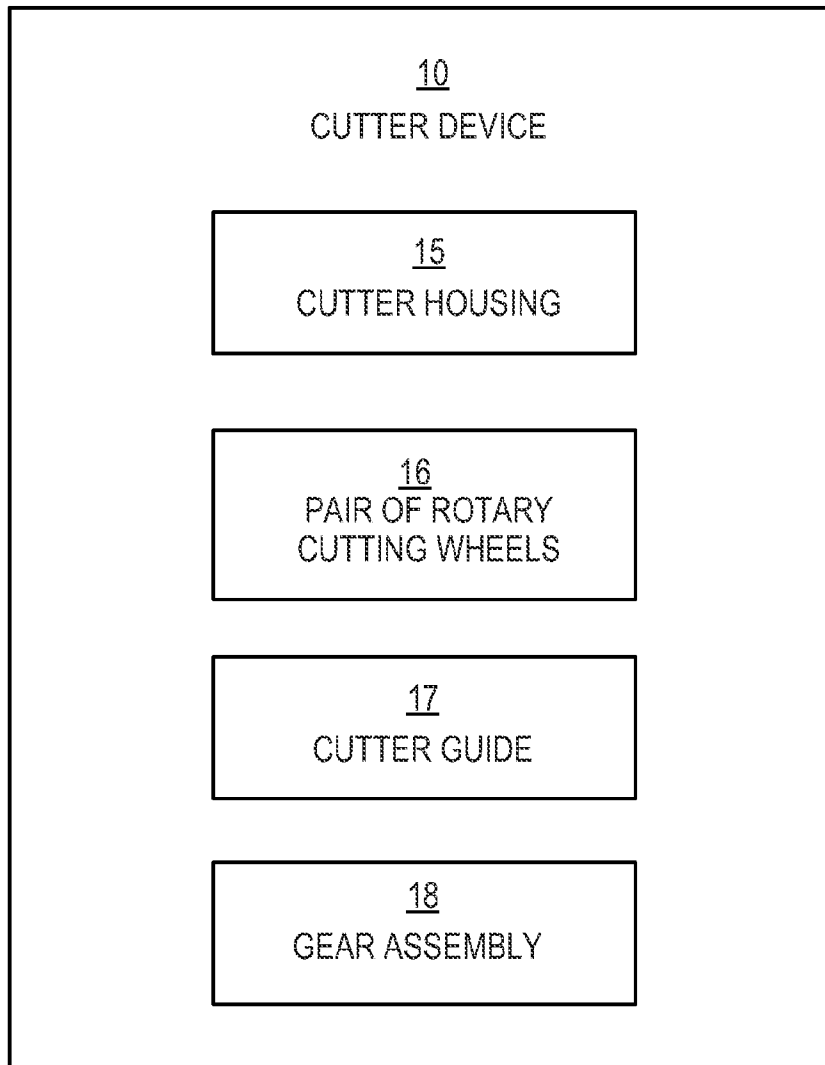 10
CUTTER DEVICE
15
CUTTER HOUSING
16
PAIR OF ROTARY
CUTTING WHEELS
17
CUTTER GUIDE
18
GEAR ASSEMBLY